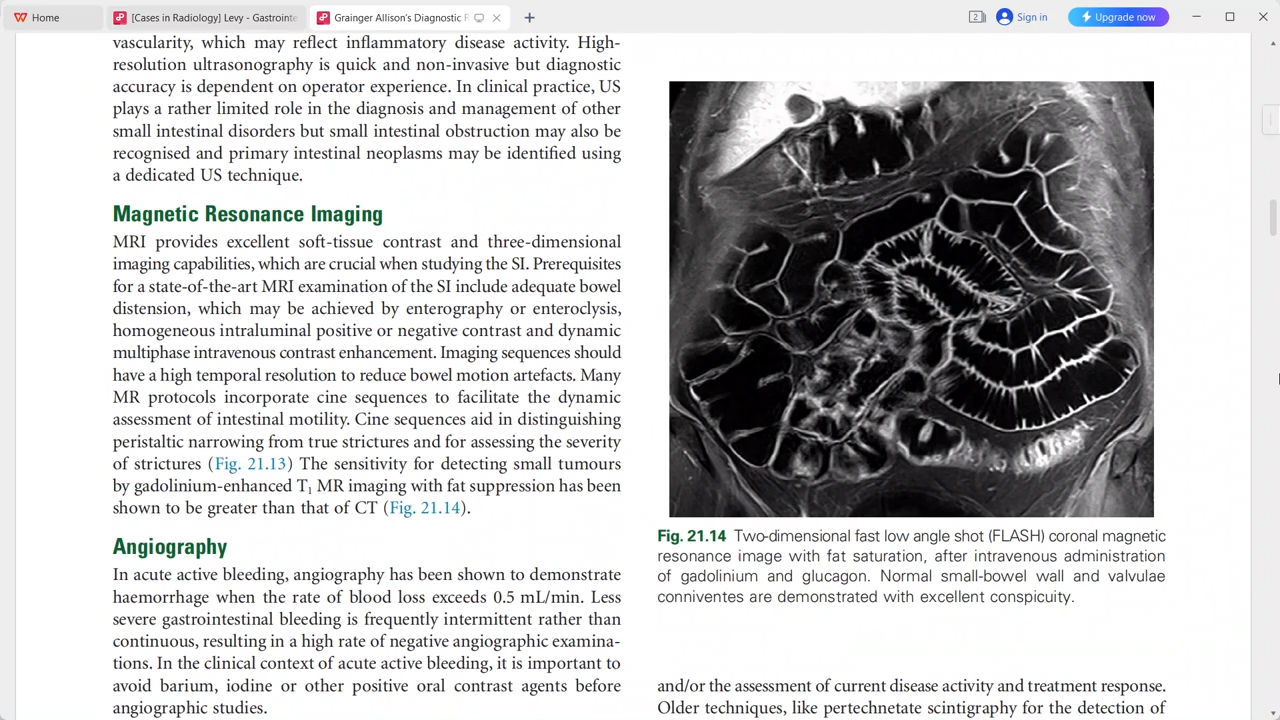 Home
[Cases in Radiology] Levy - Gastrointe
Grainger Allison's Diagnostic R
2
Sign in
Upgrade now
vascularity, which may reflect inflammatory disease activity. High-
resolution ultrasonography is quick and non-invasive but diagnostic
accuracy is dependent on operator experience. In clinical practice, US
plays a rather limited role in the diagnosis and management of other
small intestinal disorders but small intestinal obstruction may also be
recognised and primary intestinal neoplasms may be identified using
a dedicated US technique.
Magnetic Resonance Imaging
MRI provides excellent soft-tissue contrast and three-dimensional
imaging capabilities, which are crucial when studying the SI. Prerequisites
for a state-of-the-art MRI examination of the SI include adequate bowel
distension, which may be achieved by enterography or enteroclysis,
homogeneous intraluminal positive or negative contrast and dynamic
multiphase intravenous contrast enhancement. Imaging sequences should
have a high temporal resolution to reduce bowel motion artefacts. Many
MR protocols incorporate cine sequences to facilitate the dynamic
assessment of intestinal motility. Cine sequences aid in distinguishing
peristaltic narrowing from true strictures and for assessing the severity
of strictures (Fig. 21.13) The sensitivity for detecting small tumours
by gadolinium-enhanced T₁ MR imaging with fat suppression has been
shown to be greater than that of CT (Fig. 21.14).
Angiography
In acute active bleeding, angiography has been shown to demonstrate
haemorrhage when the rate of blood loss exceeds 0.5 mL/min. Less
severe gastrointestinal bleeding is frequently intermittent rather than
continuous, resulting in a high rate of negative angiographic examina-
tions. In the clinical context of acute active bleeding, it is important to
avoid barium, iodine or other positive oral contrast agents before
angiographic studies.
Fig. 21.14 Two-dimensional fast low angle shot (FLASH) coronal magnetic
resonance image with fat saturation, after intravenous administration
of gadolinium and glucagon. Normal small-bowel wall and valvulae
conniventes are demonstrated with excellent conspicuity.
and/or the assessment of current disease activity and treatment response.
Older techniques, like pertechnetate scintigraphy for the detection of